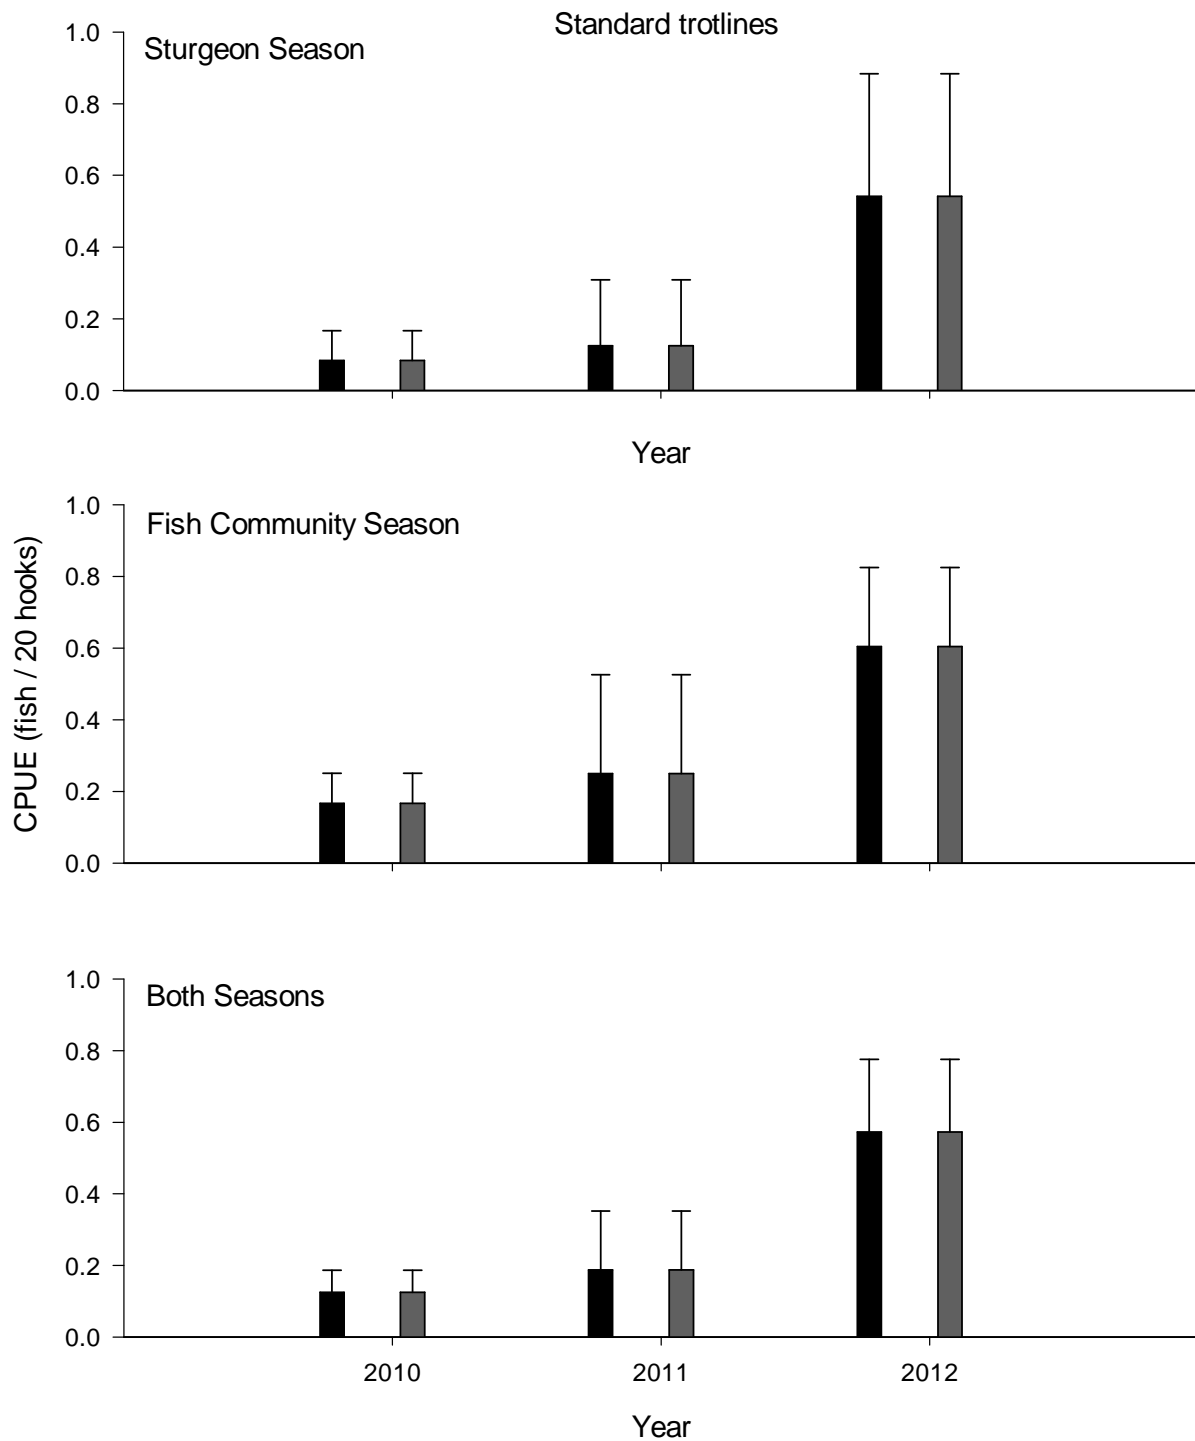 Standard trotlines
Sturgeon Season
1.0
0.8
0.6
0.4
0.2
0.0
Year
CPUE (fish / 20 hooks)
Fish Community Season
1.0
0.8
0.6
0.4
0.2
0.0
Both Seasons
1.0
0.8
0.6
0.4
0.2
0.0
2010 2011 2012
Year